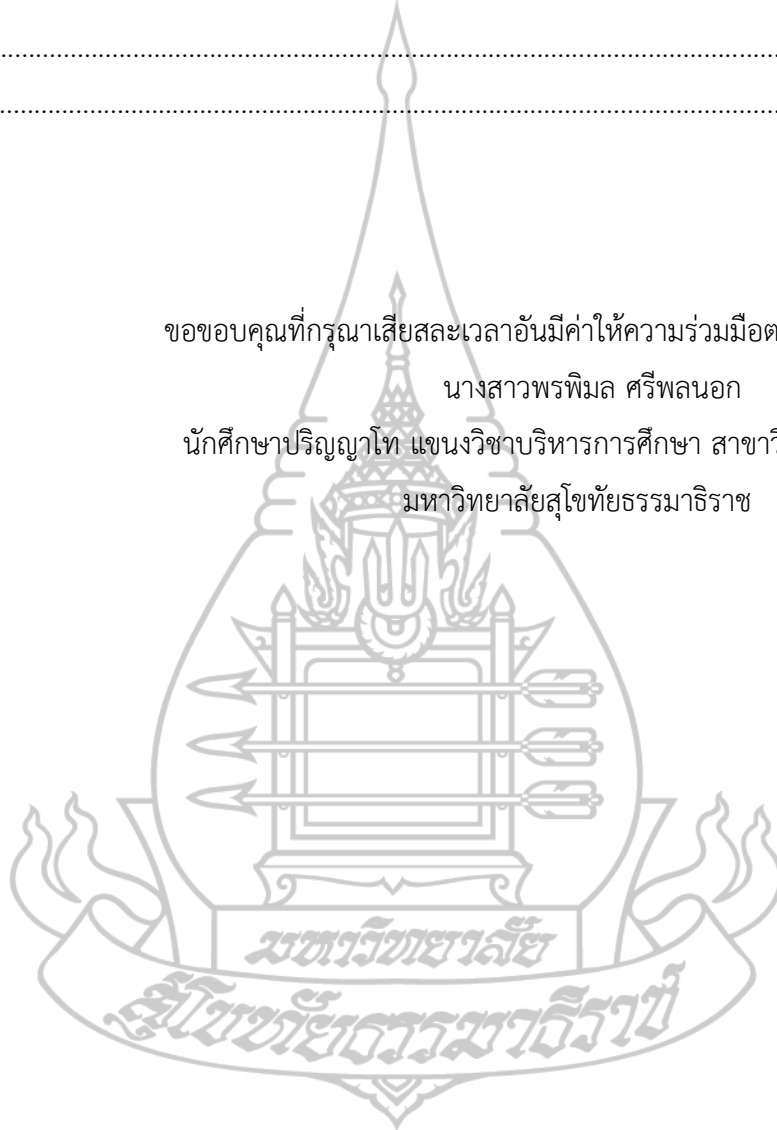 ................................................................................
................................................................................
ขอขอบคุณที่กรุณาเสียสละเวลาอันมีค่าให้ความร่วมมือต
นางสาวพรพิมล ศรีพลนอก
นักศึกษาปริญญาโท แขนงวิชาบริหารการศึกษา สาขาวิ
มหาวิทยาลัยสุโขทัยธรรมาธิราช
มหาวิทยาลัย
สุโขทัยธรรมาธิราช